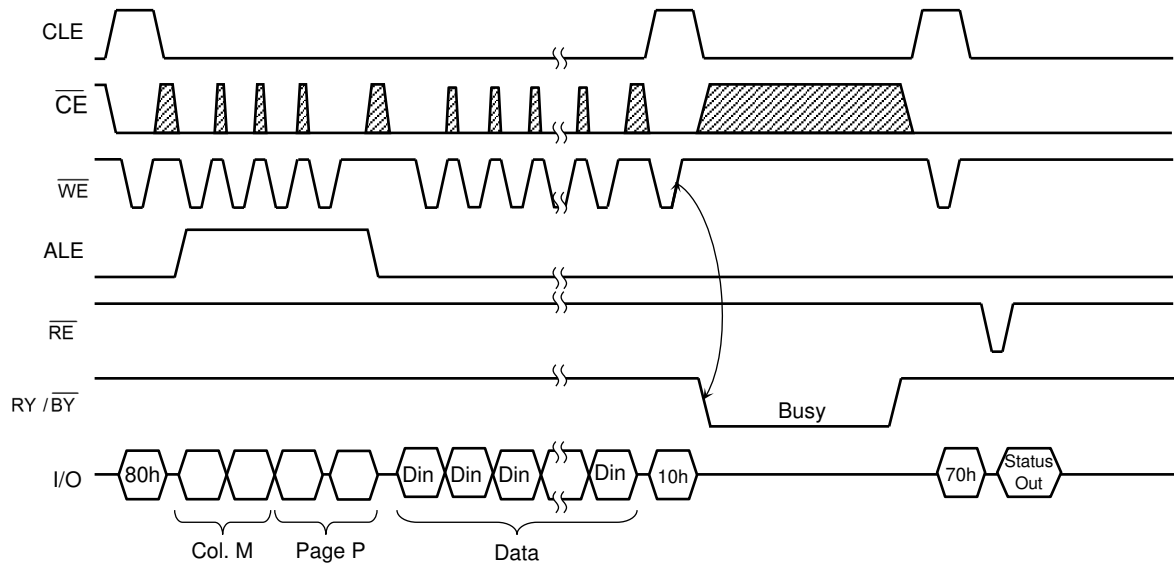 CLE
CE
WE
ALE
RE
RY / BY
Busy
I/O
80h
Din
Din
Din
Din
10h
70h
Status
Out
Col. M
Page P
Data